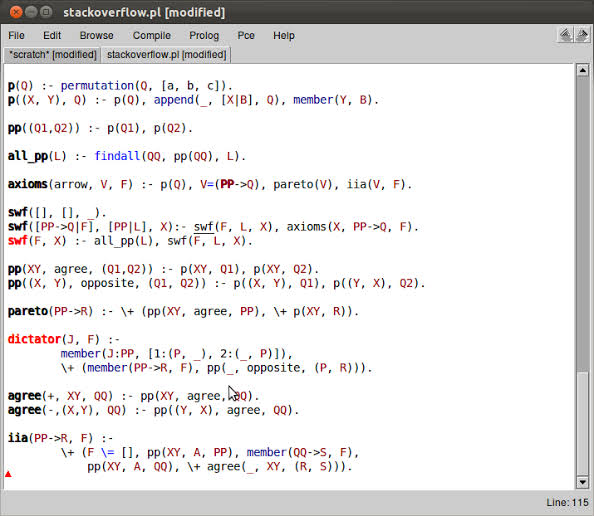 stackoverflow.pl [modified]
File Edit Browse Compile Prolog Pce Help
*scratch* [modified] stackoverflow.pl [modified]
p(Q) :- permutation(Q, [a, b, c]).
p((X, Y), Q) :- p(Q), append(_, [X|B], Q), member(Y, B).
pp((Q1,Q2)) :- p(Q1), p(Q2).
all_pp(L) :- findall(QQ, pp(QQ), L).
axioms(arrow, V, F) :- p(Q), V=(PP->Q), pareto(V), iia(V, F).
swf([], [], _).
swf([PP->Q|F], [PP|L], X):- swf(F, L, X), axioms(X, PP->Q, F).
swf(F, X) :- all_pp(L), swf(F, L, X).
pp(XY, agree, (Q1,Q2)) :- p(XY, Q1), p(XY, Q2).
pp((X, Y), opposite, (Q1, Q2)) :- p((X, Y), Q1), p((Y, X), Q2).
pareto(PP->R) :- \+ (pp(XY, agree, PP), \+ p(XY, R)).
dictator(J, F) :-
member(J:PP, [1:(P, _), 2:(_, P)]),
\+ (member(PP->R, F), pp(_, opposite, (P, R))).
agree(+, XY, QQ) :- pp(XY, agree, QQ).
agree(-,(X,Y), QQ) :- pp((Y, X), agree, QQ).
iia(PP->R, F) :-
\+ (F \= [], pp(XY, A, PP), member(QQ->S, F),
pp(XY, A, QQ), \+ agree(_, XY, (R, S))).
Line: 115